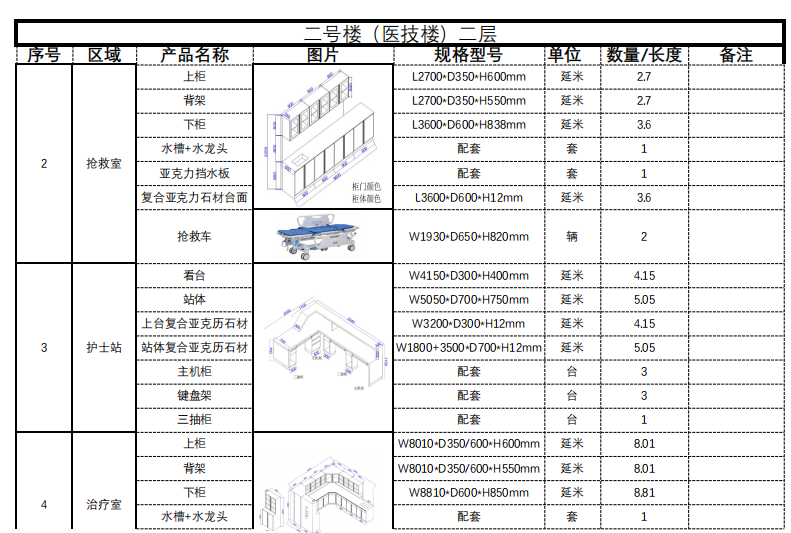 二号楼（医技楼）二层
序号 区域 产品名称 图片 规格型号 单位 数量/长度 备注
2 抢救室 上柜 L2700*D350*H600mm 延米 2.7
背架 L2700*D350*H550mm 延米 2.7
下柜 L3600*D600*H838mm 延米 3.6
水槽+水龙头 配套 套 1
亚克力挡水板 配套 套 1
复合亚克力石材台面 L3600*D600*H12mm 延米 3.6
柜门颜色
柜体颜色
抢救车 W1930*D650*H820mm 辆 2
3 护士站 看台 W4150*D300*H400mm 延米 4.15
站体 W5050*D700*H750mm 延米 5.05
上台复合亚克历石材 W3200*D300*H12mm 延米 4.15
站体复合亚克历石材 W1800+3500*D700*H12mm 延米 5.05
主机柜 配套 台 3
键盘架 配套 台 3
三抽柜 配套 台 1
4 治疗室 上柜 W8010*D350/600*H600mm 延米 8.01
背架 W8010*D350/600*H550mm 延米 8.01
下柜 W8810*D600*H850mm 延米 8.81
水槽+水龙头 配套 套 1